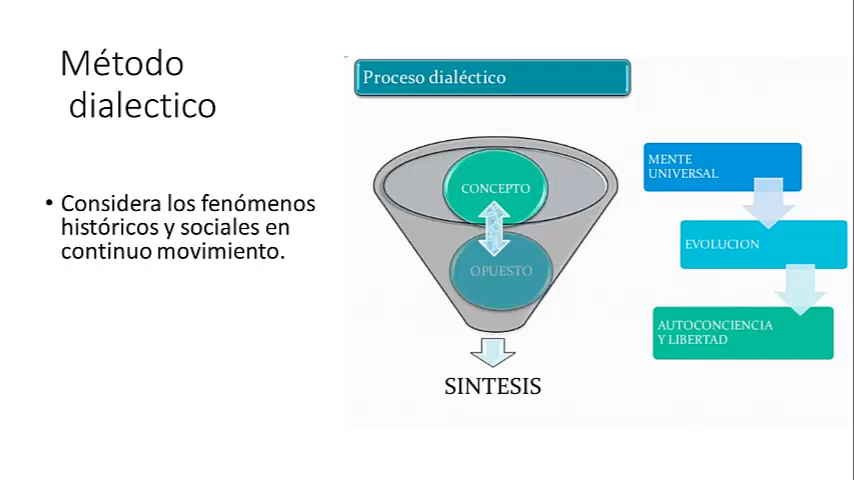 Método
dialectico
• Considera los fenómenos
históricos y sociales en
continuo movimiento.
Proceso dialéctico
CONCEPTO
OPUESTO
SINTESIS
MENTE
UNIVERSAL
EVOLUCION
AUTOCONCIENCIA
Y LIBERTAD